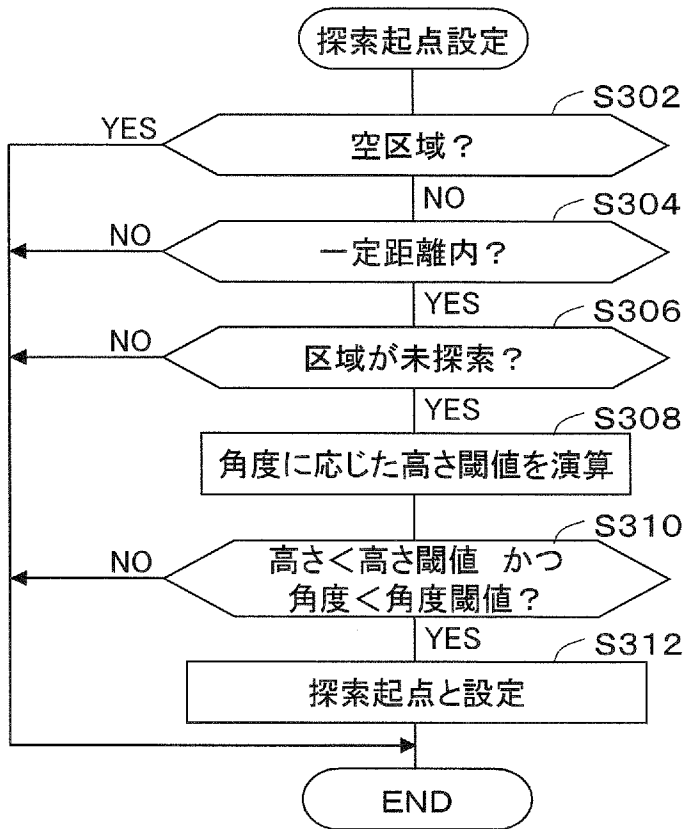 探索起点設定
S302
YES
空区域？
NO
S304
NO
一定距離内？
YES
S306
NO
区域が未探索？
YES
S308
角度に応じた高さ閾値を演算
S310
NO
高さ＜高さ閾値 かつ
角度＜角度閾値？
YES
S312
探索起点と設定
END